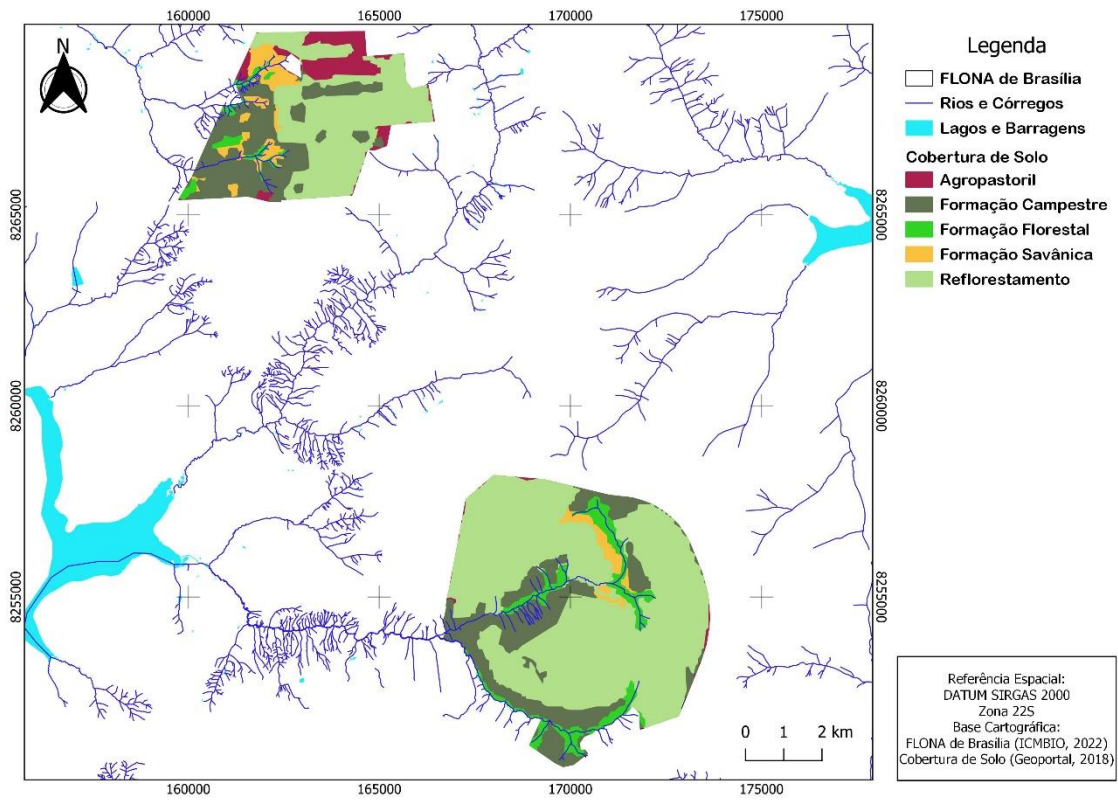 160000 165000 170000 175000
N
8265000
8260000
8255000
8265000
8260000
8255000
0 1 2 km
160000 165000 170000 175000
Legenda
FLONA de Brasília
Rios e Córregos
Lagos e Barragens
Cobertura de Solo
Agropastoril
Formação Campestre
Formação Florestal
Formação Savânica
Reflorestamento
Referência Espacial:
DATUM SIRGAS 2000
Zona 22S
Base Cartográfica:
FLONA de Brasília (ICMBIO, 2022)
Cobertura de Solo (Geoportal, 2018)